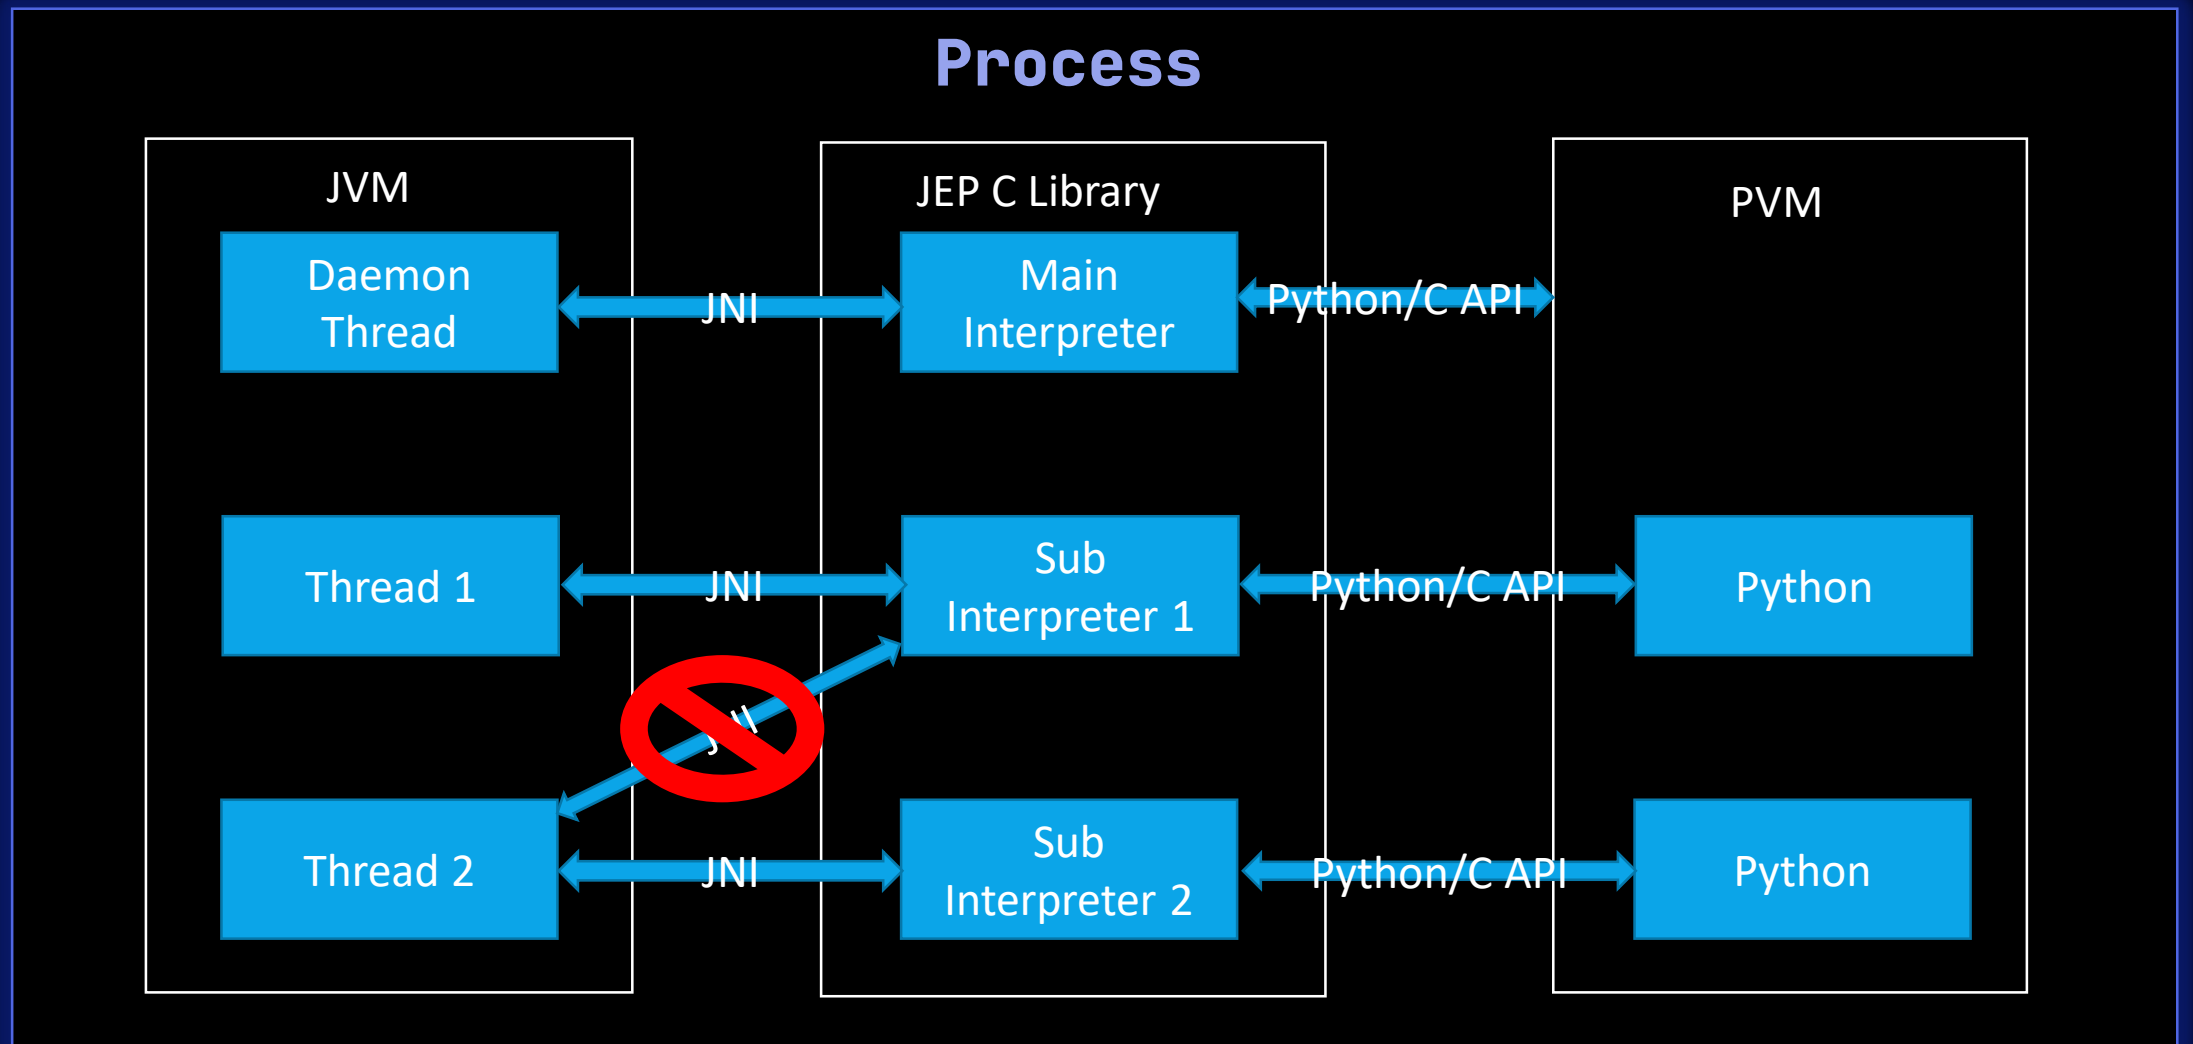 Process
JVM
JEP C Library
PVM
Daemon
Thread
JNI
Main
Interpreter
Python/C API
Thread 1
JNI
Sub
Interpreter 1
Python/C API
Python
Thread 2
JNI
Sub
Interpreter 2
Python/C API
Python